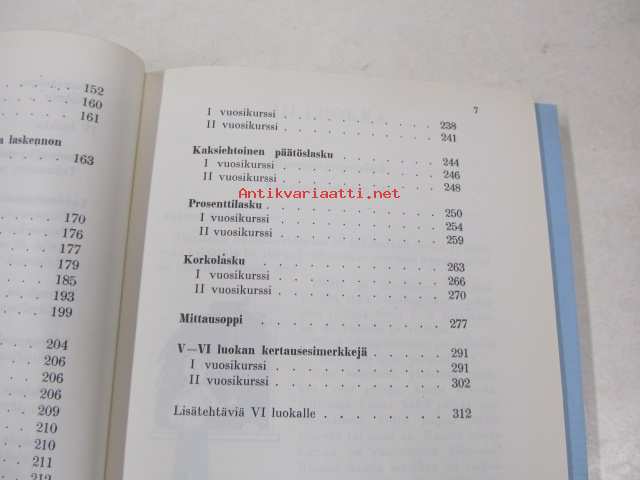 152
160
161
a laskennon
163
170
176
177
179
185
193
199
204
206
206
206
209
210
210
211
212
7
I vuosikurssi . . . . . . . . . . 238
II vuosikurssi . . . . . . . . . . 241
Kaksiehtoinen päätöslasku . . . . . . 244
I vuosikurssi . . . . . . . . . . 246
II vuosikurssi . . . . . . . . . . 248
Antikvariaatti.net
Prosenttilasku . . . . . . . . . . 250
I vuosikurssi . . . . . . . . . . 254
II vuosikurssi . . . . . . . . . . 259
Korkolasku . . . . . . . . . . 263
I vuosikurssi . . . . . . . . . . 266
II vuosikurssi . . . . . . . . . . 270
Mittausoppi . . . . . . . . . . 277
V—VI luokan kertausesimerkkejä . . . . . 291
I vuosikurssi . . . . . . . . . . 291
II vuosikurssi . . . . . . . . . . 302
Lisätehtäviä VI luokalle . . . . . . . 312